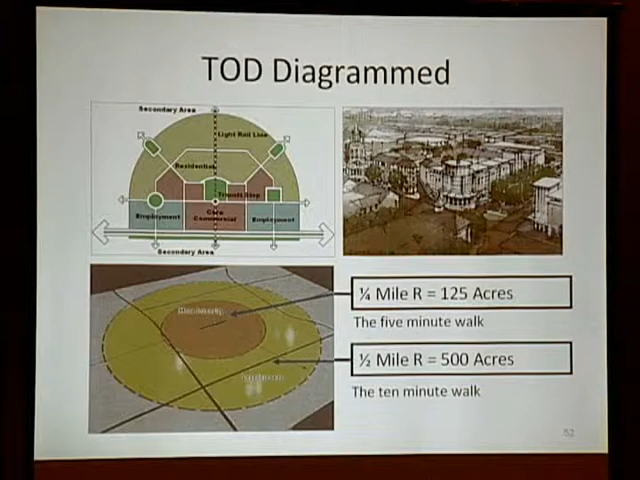 TOD Diagrammed
Secondary Area
Light Rail Line
Residential
Transit Stop
Core
Commercial
Employment
Employment
Secondary Area
¼ Mile R = 125 Acres
The five minute walk
½ Mile R = 500 Acres
The ten minute walk
52